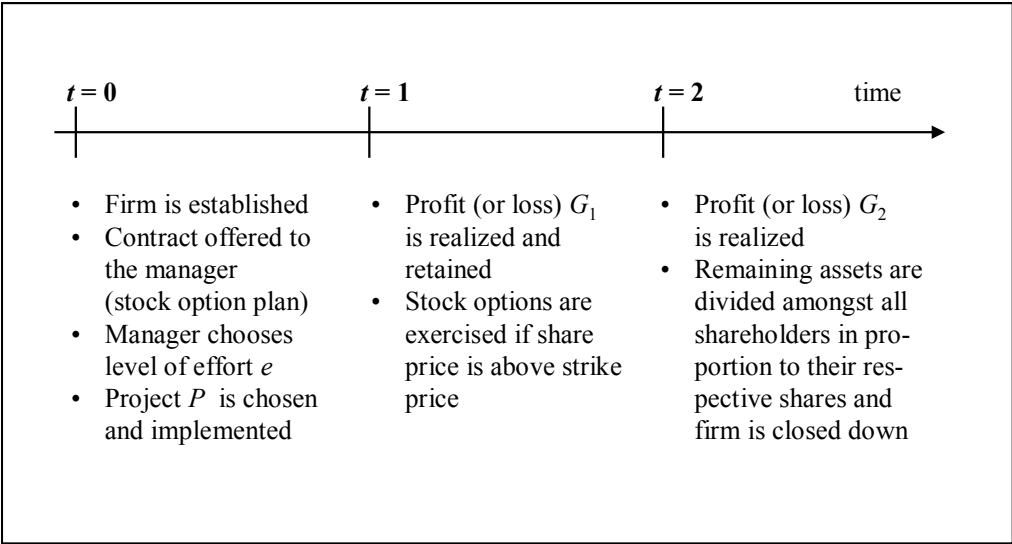 t = 0 t = 1 t = 2 time
• Firm is established
• Contract offered to
the manager
(stock option plan)
• Manager chooses
level of effort e
• Project P is chosen
and implemented
• Profit (or loss) G1
is realized and
retained
• Stock options are
exercised if share
price is above strike
price
• Profit (or loss) G2
is realized
• Remaining assets are
divided amongst all
shareholders in pro-
portion to their res-
pective shares and
firm is closed down